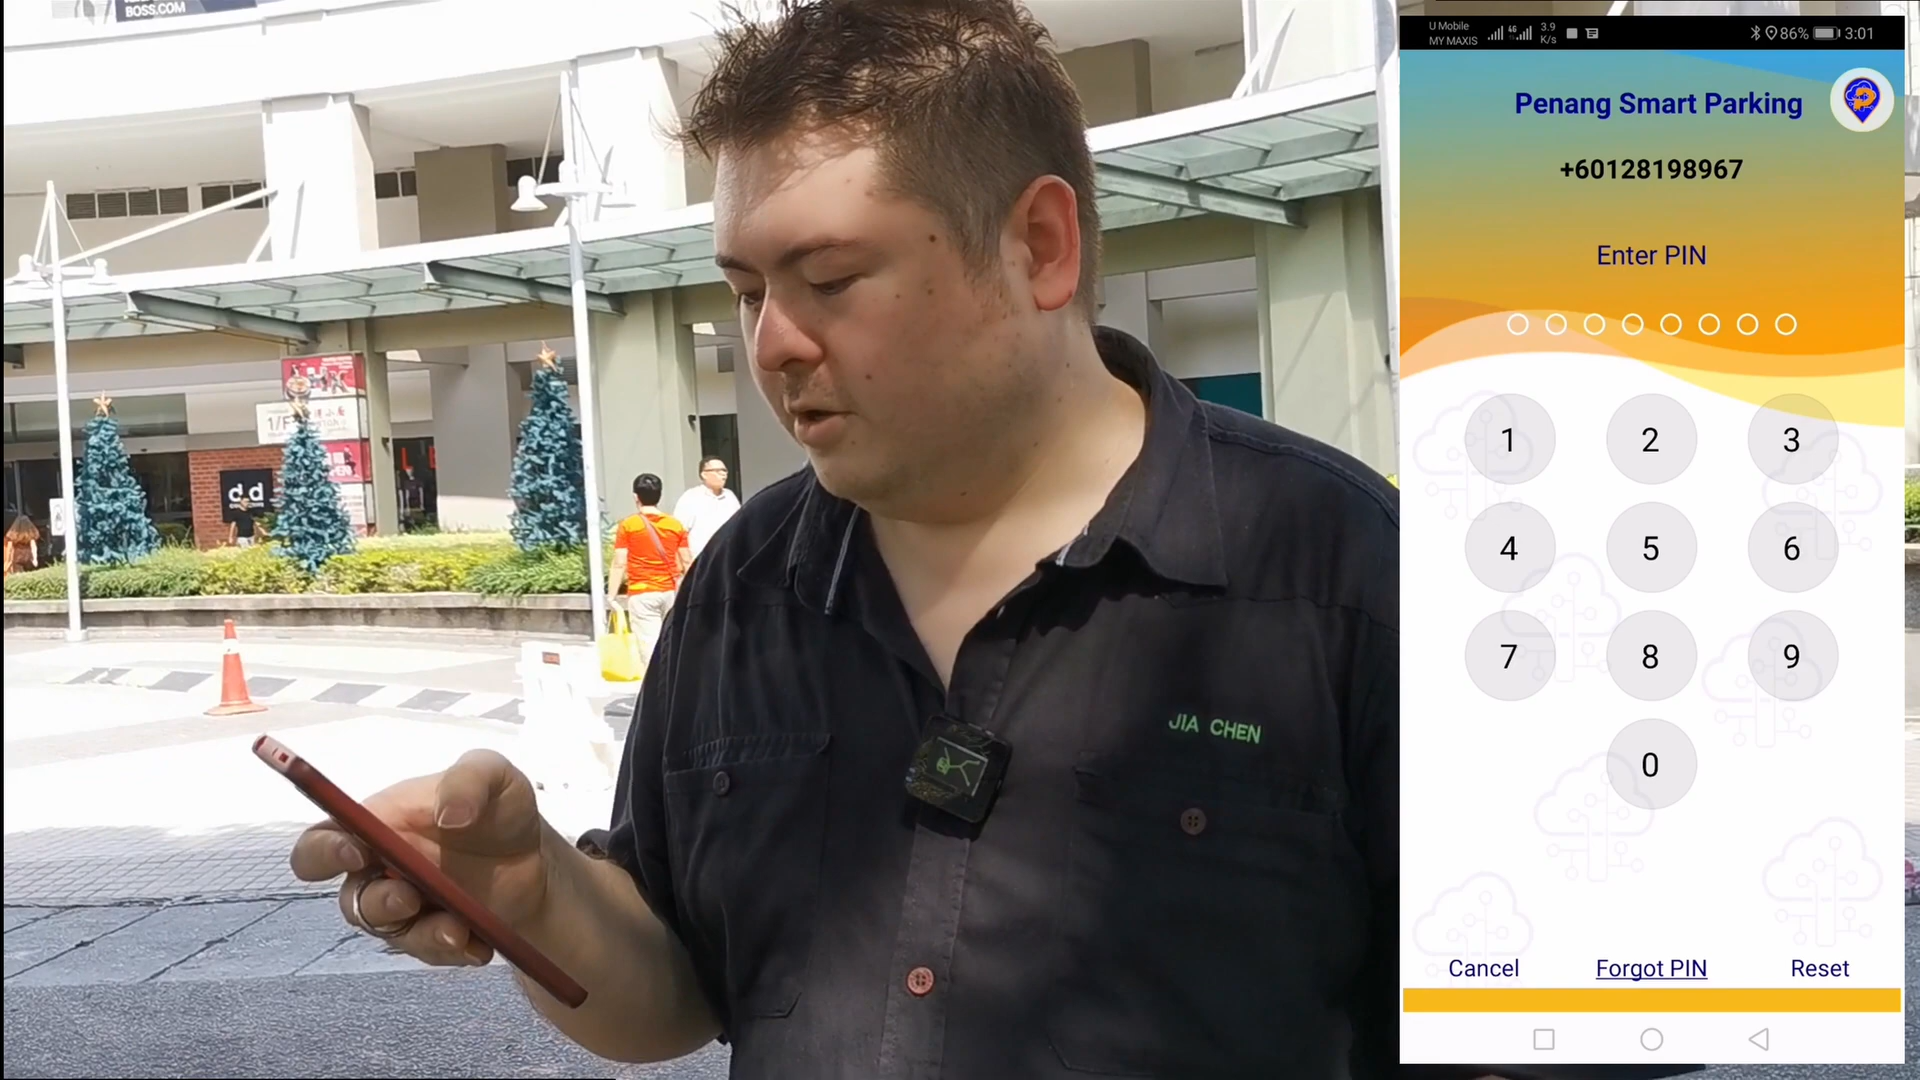 BOSS.COM
1/F
d.d
JIA CHEN
U Mobile
MY MAXIS
4G
3.9
K/s
86%
3:01
Penang Smart Parking
+60128198967
Enter PIN
1 2 3
4 5 6
7 8 9
0
Cancel Forgot PIN Reset